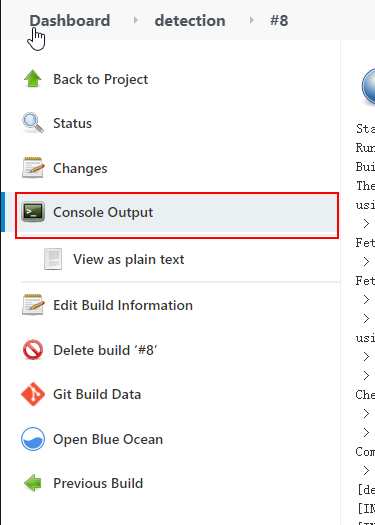 Dashboard detection #8
Back to Project
Status
Changes
Console Output
View as plain text
Edit Build Information
Delete build ‘#8’
Git Build Data
Open Blue Ocean
Previous Build
Sta
Run
Bui
The
usi
>
Fet
>
Fet
>
>
usi
>
>
Che
>
>
Com
>
[de
[IN